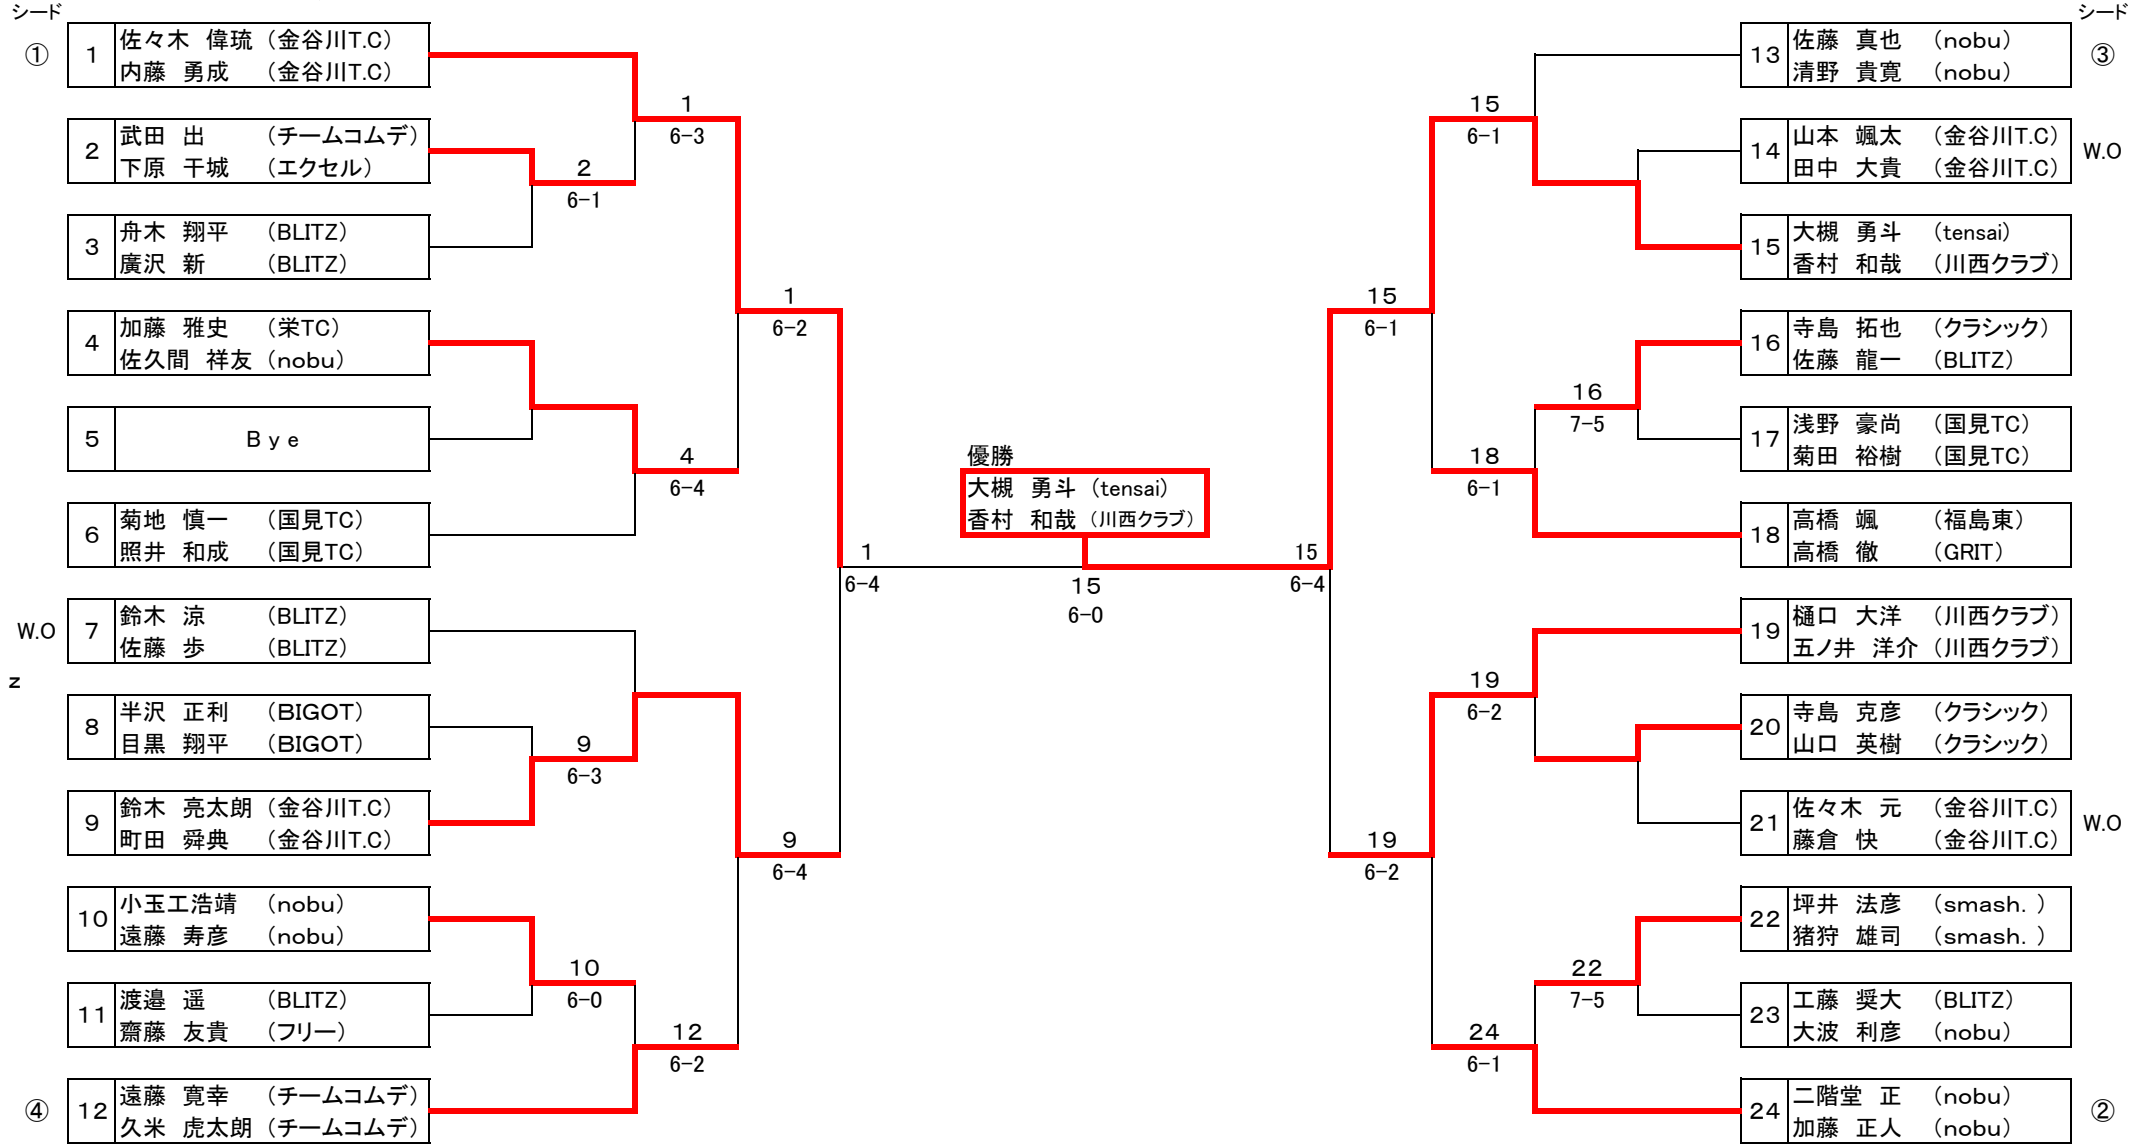 シード
① 1 佐々木 偉琉 (金谷川T.C)
内藤 勇成 (金谷川T.C)
1
6-3
2 武田 出 (チームコムデ)
下原 干城 (エクセル)
2
6-1
3 舟木 翔平 (BLITZ)
廣沢 新 (BLITZ)
1
6-2
4 加藤 雅史 (栄TC)
佐久間 祥友 (nobu)
5 Bye
4
6-4
6 菊地 慎一 (国見TC)
照井 和成 (国見TC)
1
6-4
W.O 7 鈴木 涼 (BLITZ)
佐藤 歩 (BLITZ)
z
8 半沢 正利 (BIGOT)
目黒 翔平 (BIGOT)
9
6-3
9 鈴木 亮太朗 (金谷川T.C)
町田 舜典 (金谷川T.C)
9
6-4
10 小玉工浩靖 (nobu)
遠藤 寿彦 (nobu)
10
6-0
11 渡邉 遥 (BLITZ)
齋藤 友貴 (フリー)
12
6-2
④ 12 遠藤 寛幸 (チームコムデ)
久米 虎太朗 (チームコムデ)
優勝
大槻 勇斗 (tensai)
香村 和哉 (川西クラブ)
15
6-0
シード
13 佐藤 真也 (nobu) ③
清野 貴寛 (nobu)
15
6-1
14 山本 颯太 (金谷川T.C) W.O
田中 大貴 (金谷川T.C)
15 大槻 勇斗 (tensai)
香村 和哉 (川西クラブ)
15
6-1
16 寺島 拓也 (クラシック)
佐藤 龍一 (BLITZ)
16
7-5
17 浅野 豪尚 (国見TC)
菊田 裕樹 (国見TC)
18
6-1
18 高橋 颯 (福島東)
高橋 徹 (GRIT)
15
6-4
19 樋口 大洋 (川西クラブ)
五ノ井 洋介 (川西クラブ)
19
6-2
20 寺島 克彦 (クラシック)
山口 英樹 (クラシック)
21 佐々木 元 (金谷川T.C) W.O
藤倉 快 (金谷川T.C)
19
6-2
22 坪井 法彦 (smash. )
猪狩 雄司 (smash. )
22
7-5
23 工藤 奨大 (BLITZ)
大波 利彦 (nobu)
24
6-1
24 二階堂 正 (nobu) ②
加藤 正人 (nobu)